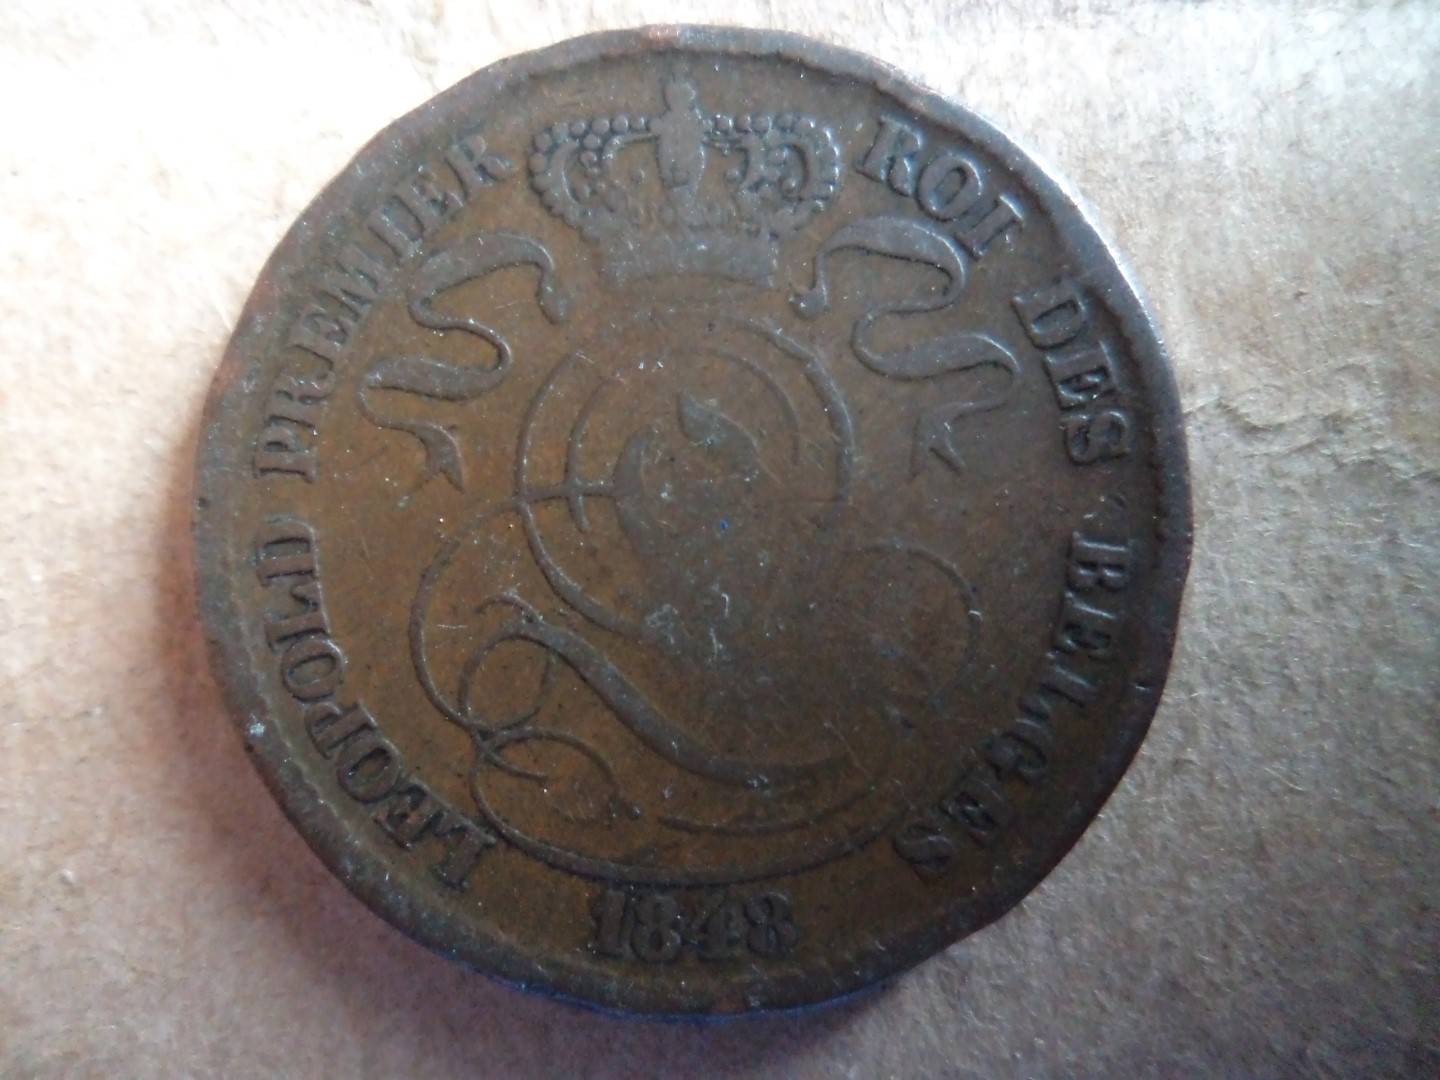 LEOPOLD PREMIER ROI DES BELGES
1848